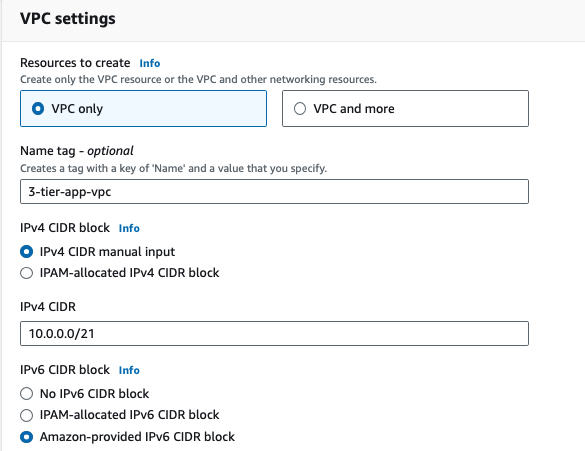 VPC settings
Resources to create Info
Create only the VPC resource or the VPC and other networking resources.
VPC only
VPC and more
Name tag - optional
Creates a tag with a key of 'Name' and a value that you specify.
3-tier-app-vpc
IPv4 CIDR block Info
IPv4 CIDR manual input
IPAM-allocated IPv4 CIDR block
IPv4 CIDR
10.0.0.0/21
IPv6 CIDR block Info
No IPv6 CIDR block
IPAM-allocated IPv6 CIDR block
Amazon-provided IPv6 CIDR block